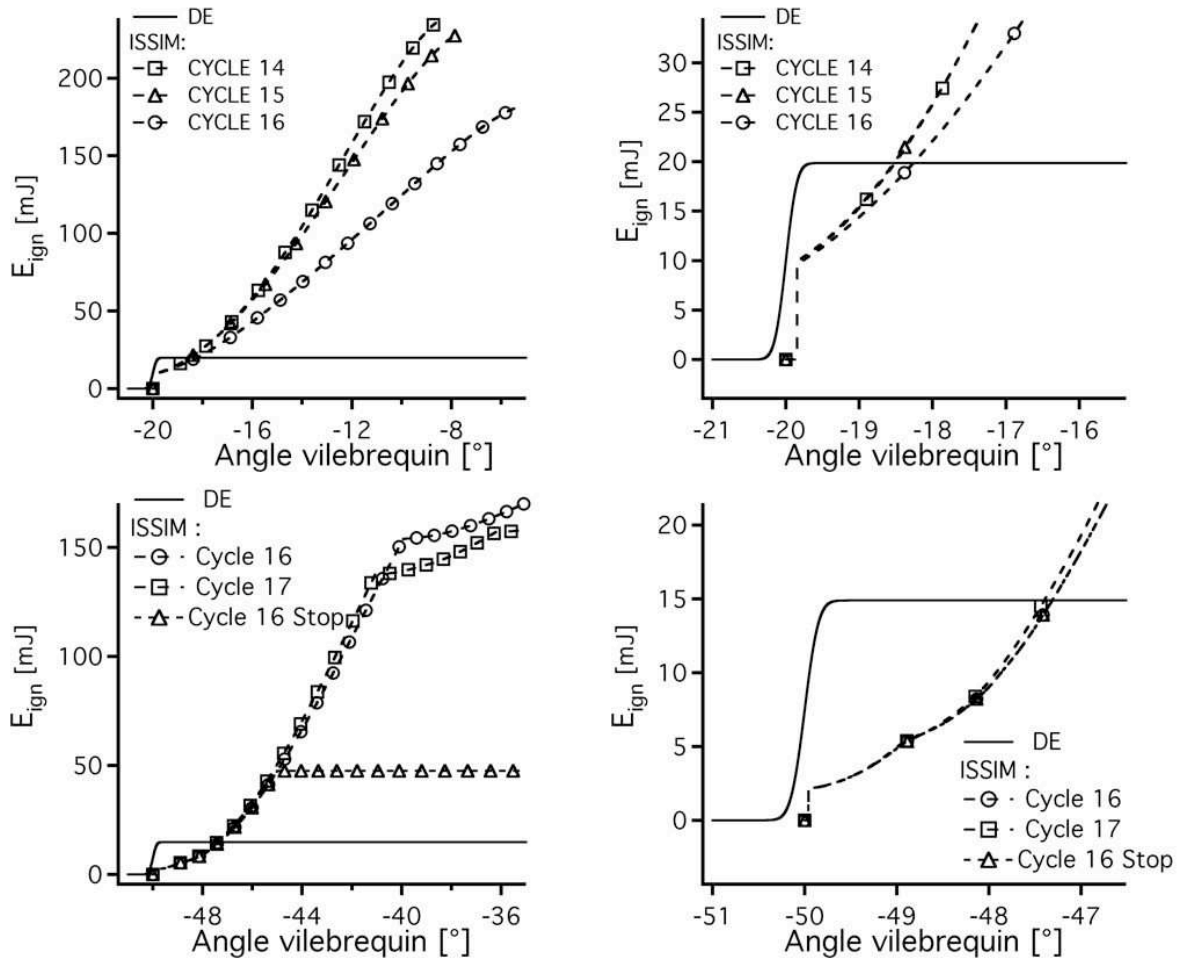 DE
ISSIM:
CYCLE 14
CYCLE 15
CYCLE 16
200
150
100
50
0
E_ign [mJ]
-20 -16 -12 -8
Angle vilebrequin [°]
DE
ISSIM:
CYCLE 14
CYCLE 15
CYCLE 16
30
25
20
15
10
5
0
E_ign [mJ]
-21 -20 -19 -18 -17 -16
Angle vilebrequin [°]
DE
ISSIM :
Cycle 16
Cycle 17
Cycle 16 Stop
150
100
50
0
E_ign [mJ]
-48 -44 -40 -36
Angle vilebrequin [°]
20
15
10
5
0
E_ign [mJ]
DE
ISSIM :
Cycle 16
Cycle 17
Cycle 16 Stop
-51 -50 -49 -48 -47
Angle vilebrequin [°]